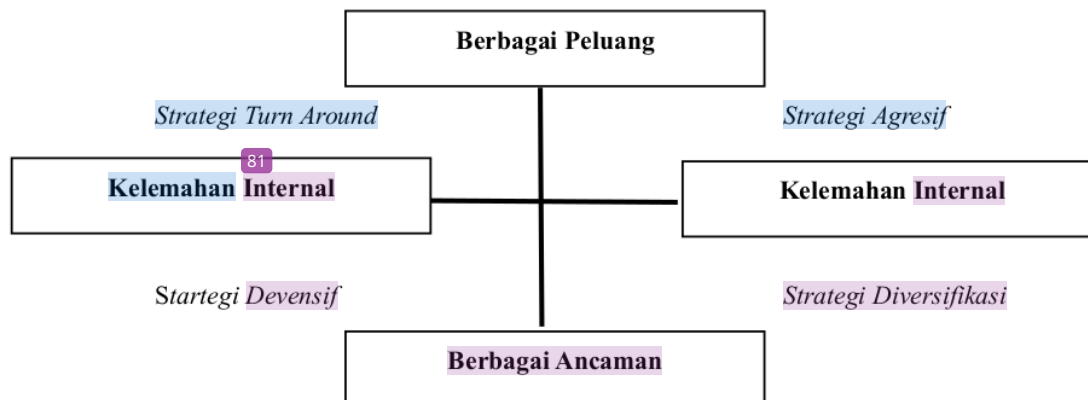 Berbagai Peluang
Strategi Turn Around
Strategi Agresif
81
Kelemahan Internal
Kelemahan Internal
Startegi Devensif
Strategi Diversifikasi
Berbagai Ancaman